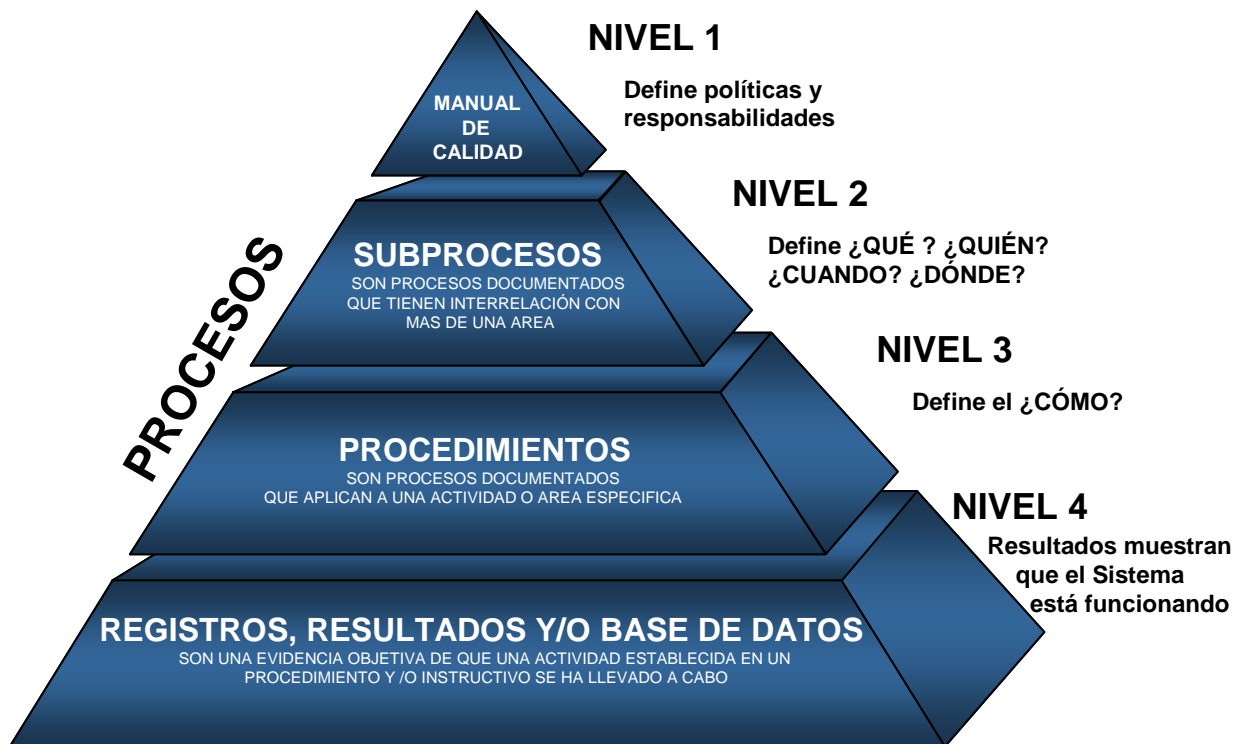 NIVEL 1
Define políticas y
responsabilidades
MANUAL
DE
CALIDAD
NIVEL 2
Define ¿QUÉ ? ¿QUIÉN?
¿CUANDO? ¿DÓNDE?
SUBPROCESOS
SON PROCESOS DOCUMENTADOS
QUE TIENEN INTERRELACIÓN CON
MAS DE UNA AREA
PROCESOS
NIVEL 3
Define el ¿CÓMO?
PROCEDIMIENTOS
SON PROCESOS DOCUMENTADOS
QUE APLICAN A UNA ACTIVIDAD O AREA ESPECIFICA
NIVEL 4
Resultados muestran
que el Sistema
está funcionando
REGISTROS, RESULTADOS Y/O BASE DE DATOS
SON UNA EVIDENCIA OBJETIVA DE QUE UNA ACTIVIDAD ESTABLECIDA EN UN
PROCEDIMIENTO Y /O INSTRUCTIVO SE HA LLEVADO A CABO